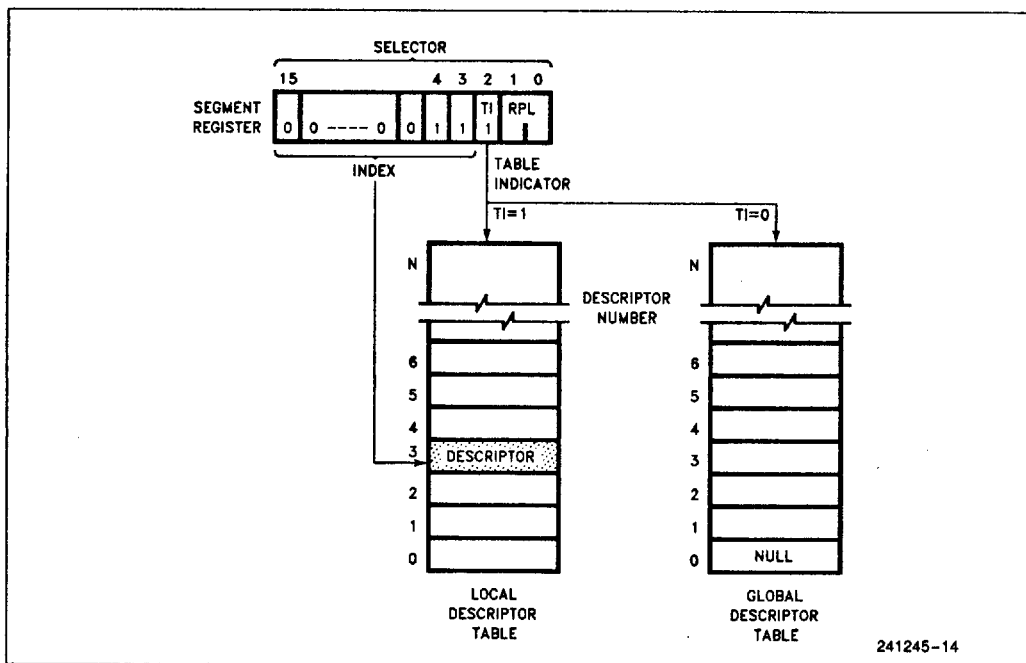 SELECTOR
15 4 3 2 1 0
SEGMENT
REGISTER
TI RPL
0 0 ---- 0 0 1 1 1
INDEX
TABLE
INDICATOR
TI=1
TI=0
N
N
DESCRIPTOR
NUMBER
6
5
4
3
DESCRIPTOR
2
1
0
6
5
4
3
2
1
0
NULL
LOCAL
DESCRIPTOR
TABLE
GLOBAL
DESCRIPTOR
TABLE
241245-14